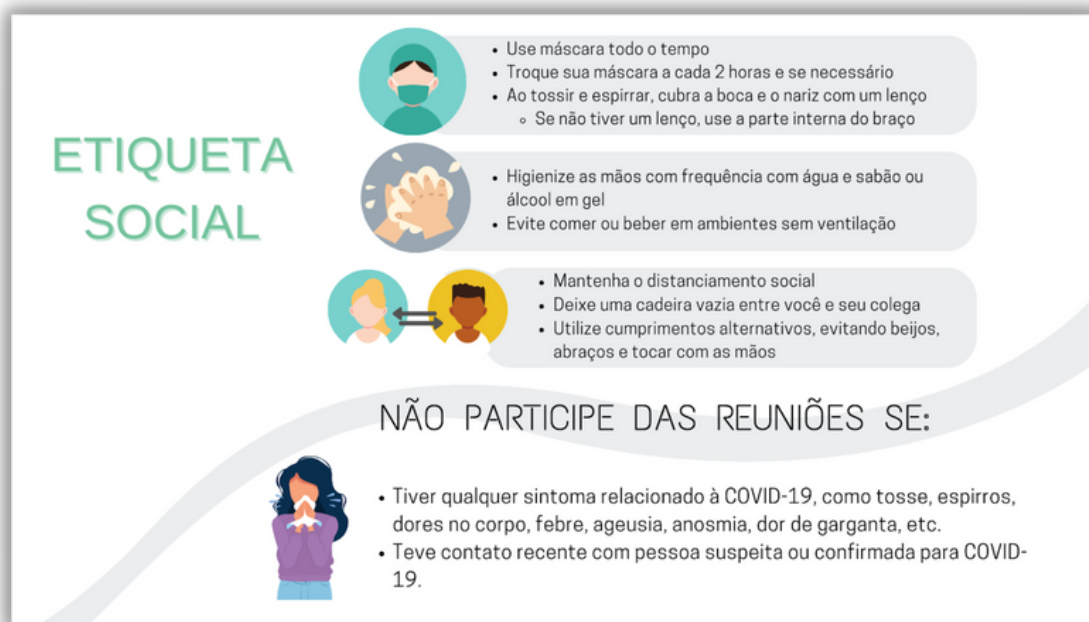 ETIQUETA
SOCIAL
• Use máscara todo o tempo
• Troque sua máscara a cada 2 horas e se necessário
• Ao tossir e espirrar, cubra a boca e o nariz com um lenço
◦ Se não tiver um lenço, use a parte interna do braço
• Higienize as mãos com frequência com água e sabão ou
álcool em gel
• Evite comer ou beber em ambientes sem ventilação
• Mantenha o distanciamento social
• Deixe uma cadeira vazia entre você e seu colega
• Utilize cumprimentos alternativos, evitando beijos,
abraços e tocar com as mãos
NÃO PARTICIPE DAS REUNIÕES SE:
• Tiver qualquer sintoma relacionado à COVID-19, como tosse, espirros,
dores no corpo, febre, ageusia, anosmia, dor de garganta, etc.
• Teve contato recente com pessoa suspeita ou confirmada para COVID-
19.